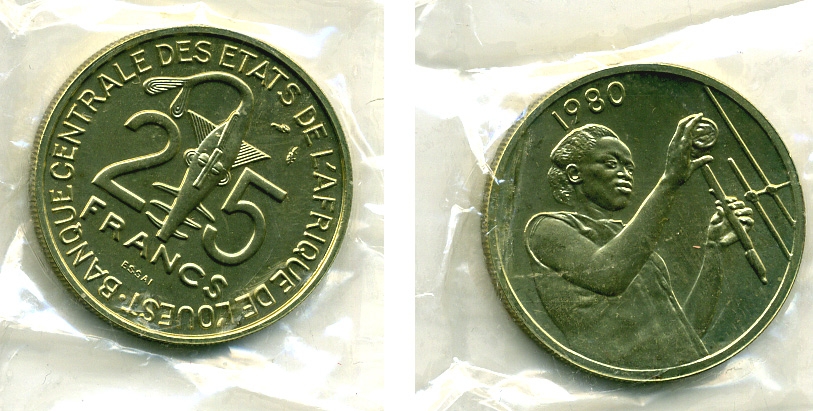 BANQUE CENTRALE DES ETATS DE L'AFRIQUE DE L'OUEST ·
25
FRANCS
ESSAI
1980